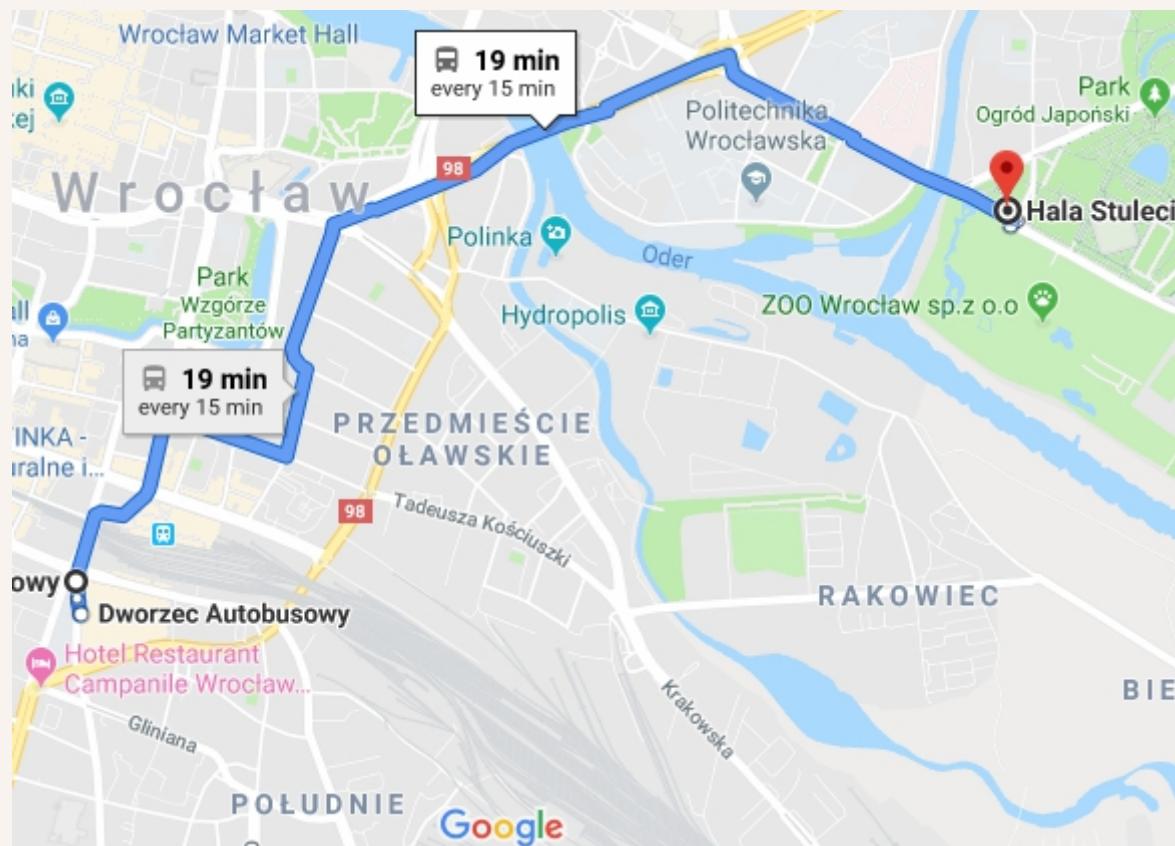 Wrocław Market Hall
19 min
every 15 min
Park
Ogród Japoński
Politechnika
Wrocławska
98
Wrocław
Hala Stuleci
Polinka
Oder
Park
Wzgórze
Partyzantów
ZOO Wrocław sp.z o.o
Hydropolis
19 min
every 15 min
PRZEDMIEŚCIE
OŁAWSKIE
98
Tadeusza Kościuszki
RAKOWIEC
Dworzec Autobusowy
Hotel Restaurant
Campanile Wrocław...
Krakowska
BIE
Gliniana
POŁUDNIE
Google